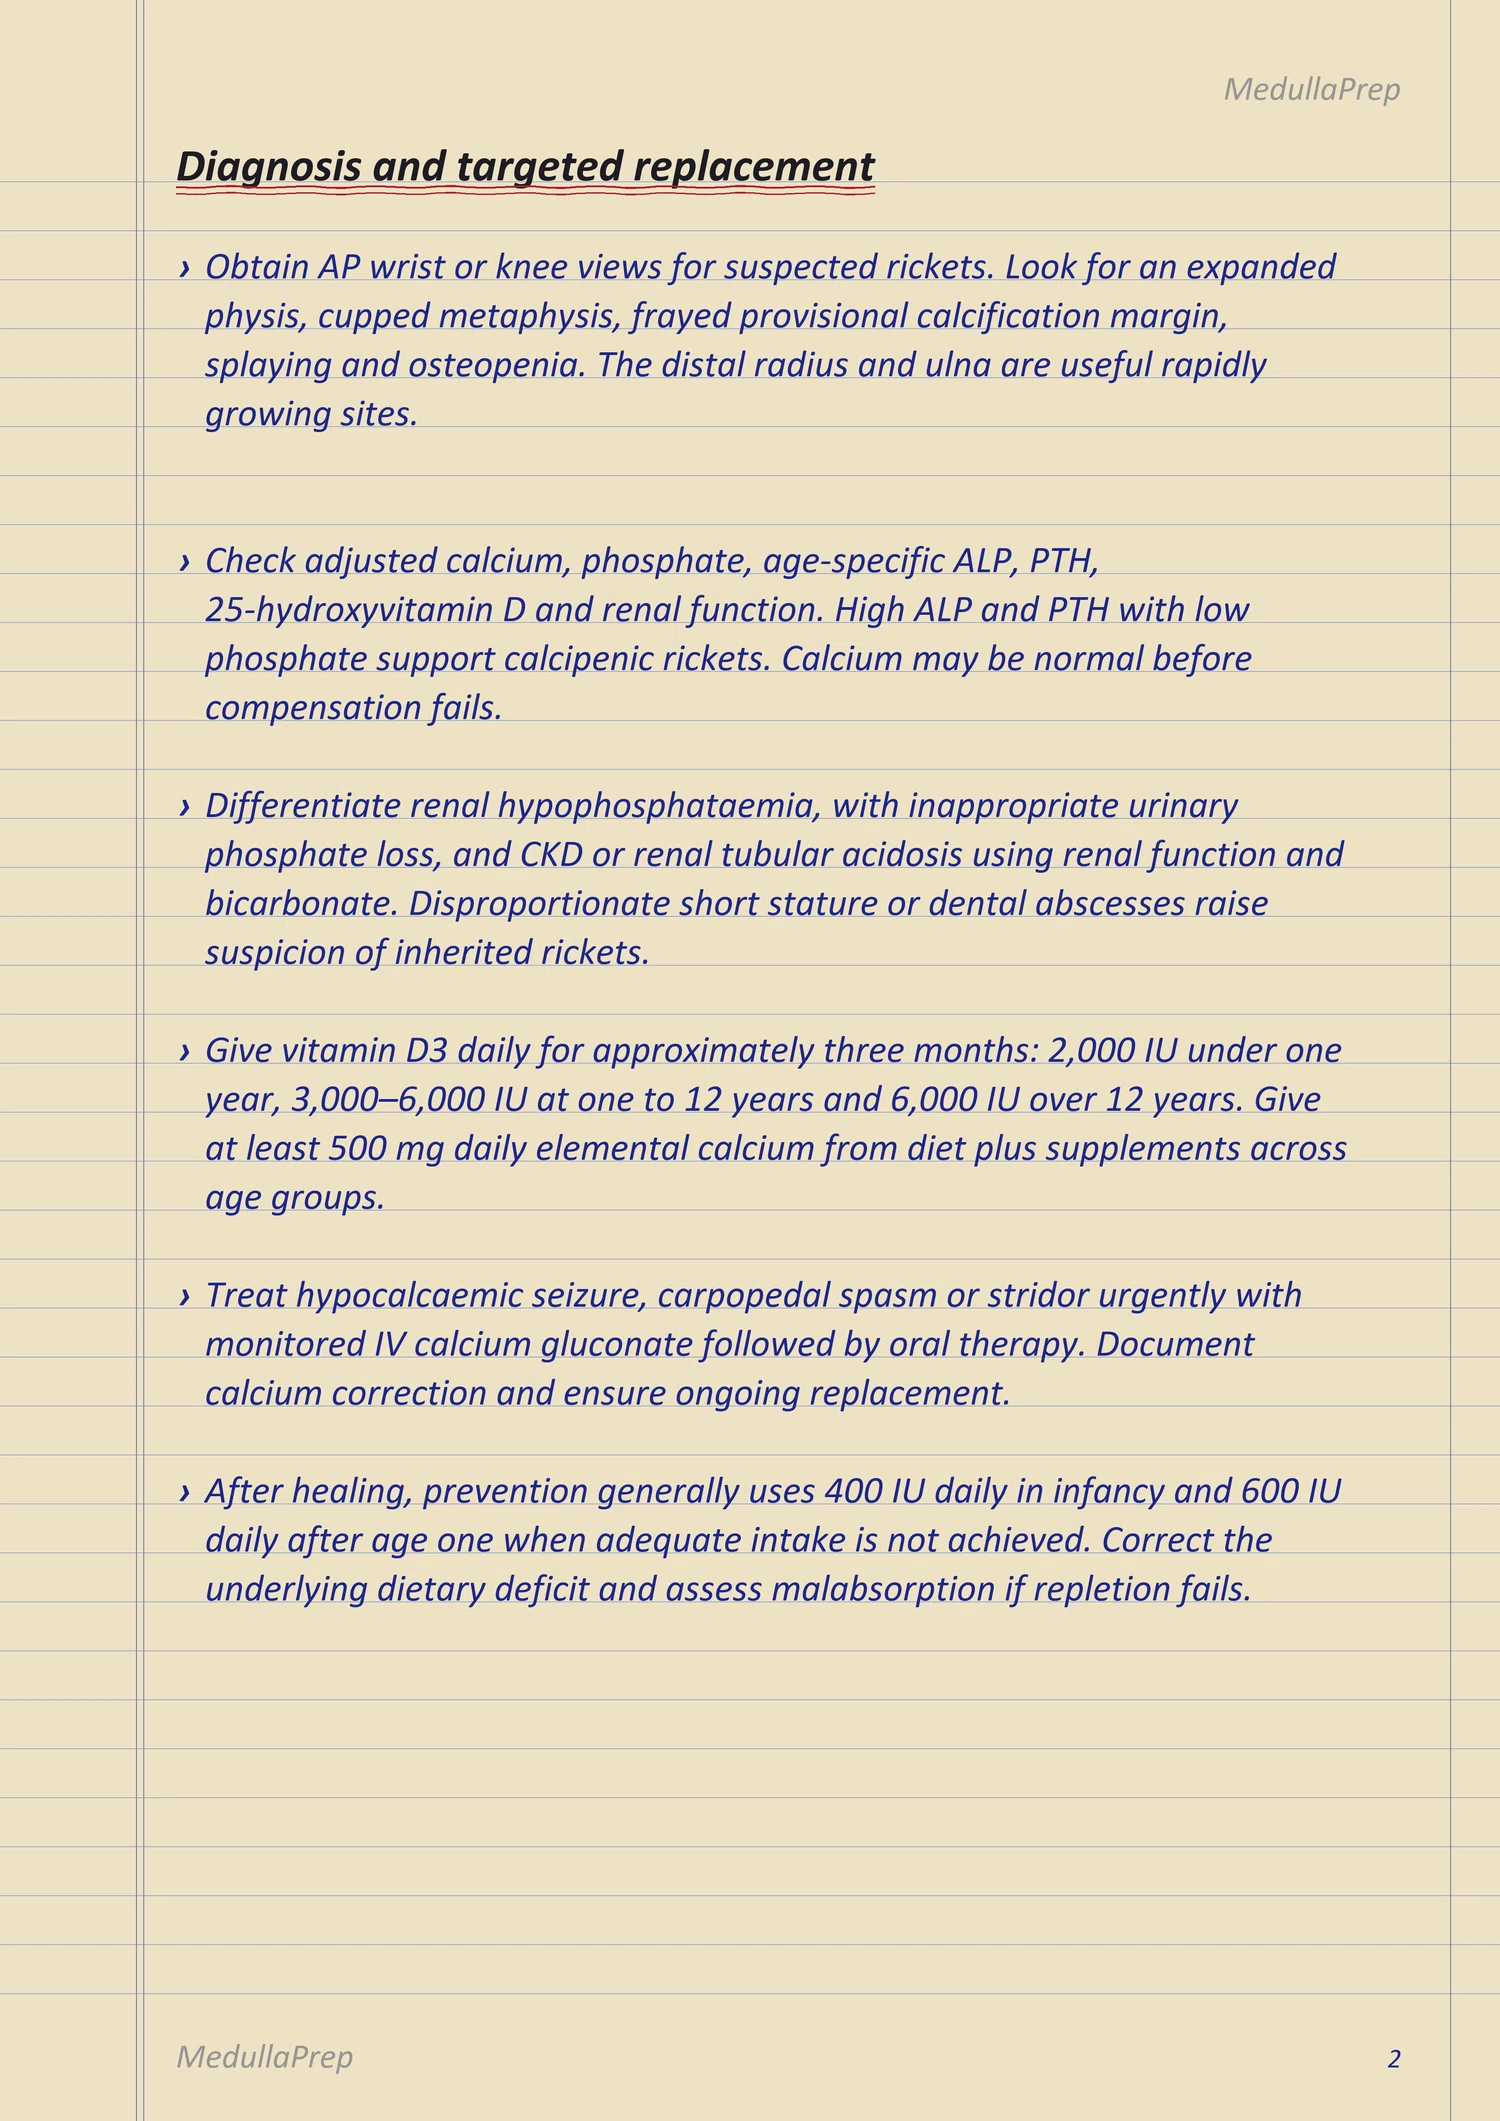 MedullaPrep
Diagnosis and targeted replacement
› Obtain AP wrist or knee views for suspected rickets. Look for an expanded
physis, cupped metaphysis, frayed provisional calcification margin,
splaying and osteopenia. The distal radius and ulna are useful rapidly
growing sites.
› Check adjusted calcium, phosphate, age-specific ALP, PTH,
25-hydroxyvitamin D and renal function. High ALP and PTH with low
phosphate support calcipenic rickets. Calcium may be normal before
compensation fails.
› Differentiate renal hypophosphataemia, with inappropriate urinary
phosphate loss, and CKD or renal tubular acidosis using renal function and
bicarbonate. Disproportionate short stature or dental abscesses raise
suspicion of inherited rickets.
› Give vitamin D3 daily for approximately three months: 2,000 IU under one
year, 3,000–6,000 IU at one to 12 years and 6,000 IU over 12 years. Give
at least 500 mg daily elemental calcium from diet plus supplements across
age groups.
› Treat hypocalcaemic seizure, carpopedal spasm or stridor urgently with
monitored IV calcium gluconate followed by oral therapy. Document
calcium correction and ensure ongoing replacement.
› After healing, prevention generally uses 400 IU daily in infancy and 600 IU
daily after age one when adequate intake is not achieved. Correct the
underlying dietary deficit and assess malabsorption if repletion fails.
MedullaPrep
2